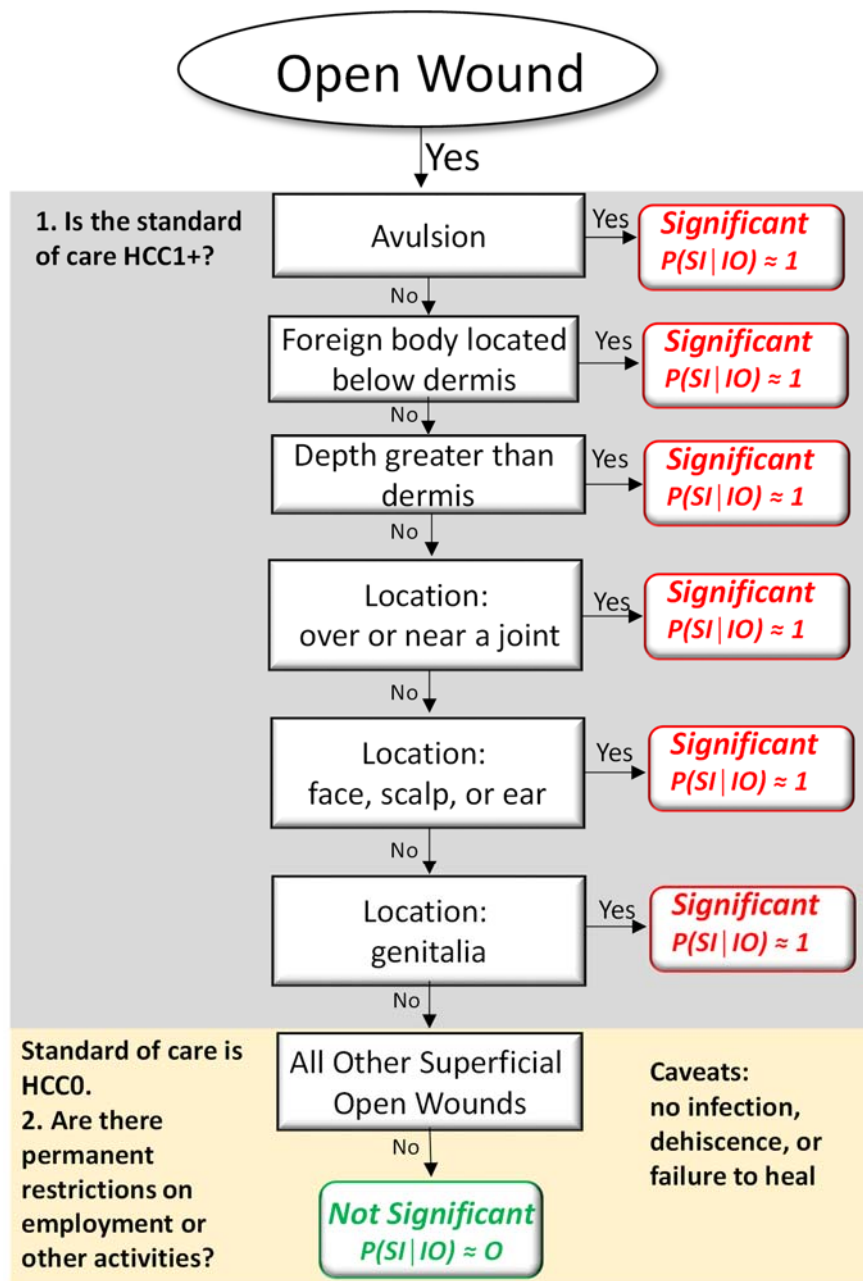 Open Wound
Yes
1. Is the standard
of care HCC1+?
Avulsion
Yes
Significant
P(SI|IO) ≈ 1
No
Foreign body located
below dermis
Yes
Significant
P(SI|IO) ≈ 1
No
Depth greater than
dermis
Yes
Significant
P(SI|IO) ≈ 1
No
Location:
over or near a joint
Yes
Significant
P(SI|IO) ≈ 1
No
Location:
face, scalp, or ear
Yes
Significant
P(SI|IO) ≈ 1
No
Location:
genitalia
Yes
Significant
P(SI|IO) ≈ 1
No
Standard of care is
HCC0.
2. Are there
permanent
restrictions on
employment or
other activities?
All Other Superficial
Open Wounds
No
Not Significant
P(SI|IO) ≈ 0
Caveats:
no infection,
dehiscence, or
failure to heal